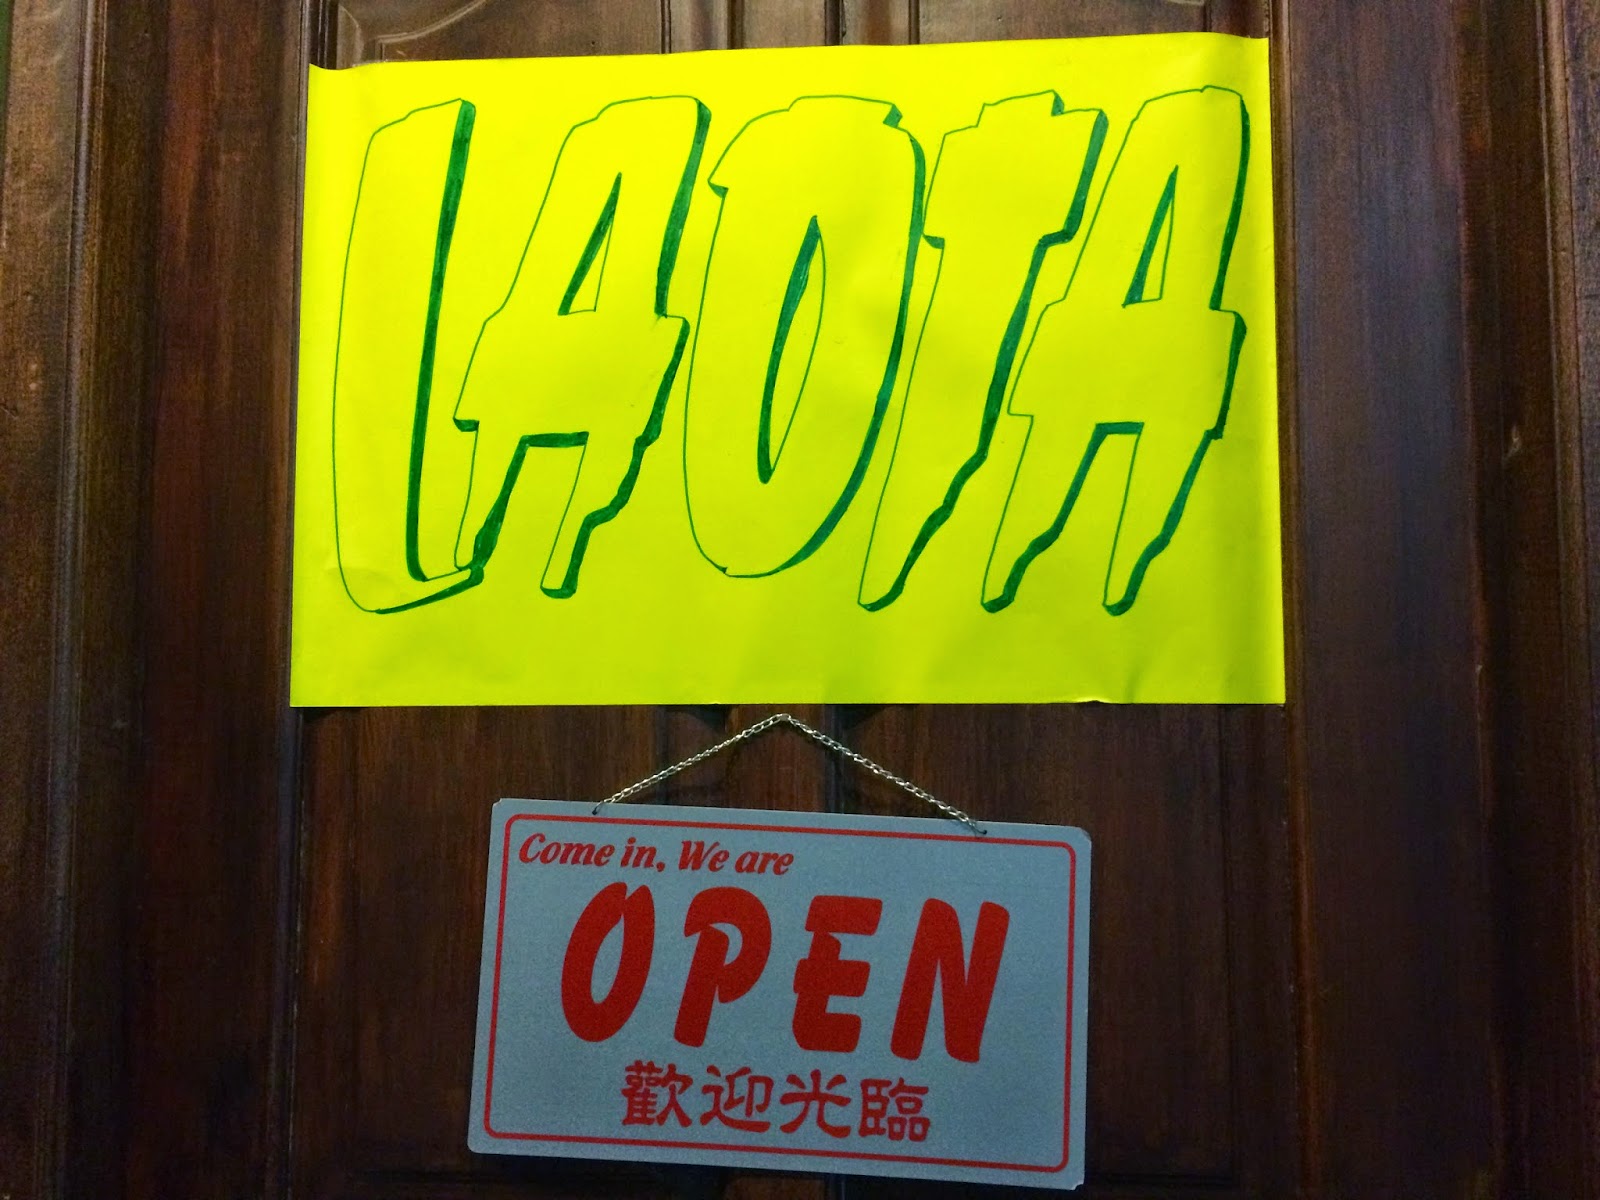 LAOTA
Come in, We are
OPEN
歡迎光臨